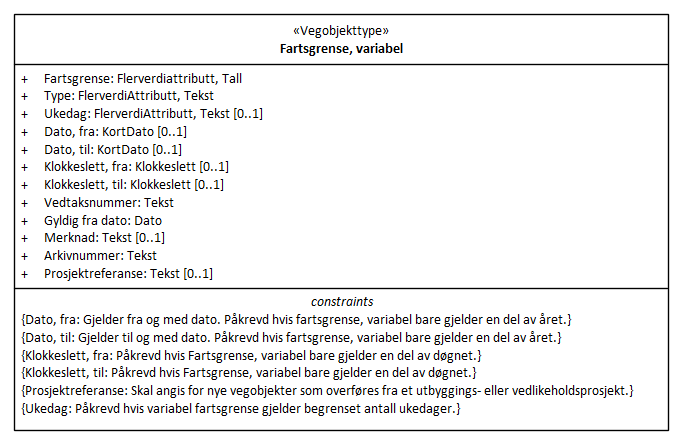 «Vegobjekttype»
Fartsgrense, variabel
+ Fartsgrense: Flerverdiattributt, Tall
+ Type: FlerverdiAttributt, Tekst
+ Ukedag: FlerverdiAttributt, Tekst [0..1]
+ Dato, fra: KortDato [0..1]
+ Dato, til: KortDato [0..1]
+ Klokkeslett, fra: Klokkeslett [0..1]
+ Klokkeslett, til: Klokkeslett [0..1]
+ Vedtaksnummer: Tekst
+ Gyldig fra dato: Dato
+ Merknad: Tekst [0..1]
+ Arkivnummer: Tekst
+ Prosjektreferanse: Tekst [0..1]
constraints
{Dato, fra: Gjelder fra og med dato. Påkrevd hvis fartsgrense, variabel bare gjelder en del av året.}
{Dato, til: Gjelder til og med dato. Påkrevd hvis fartsgrense, variabel bare gjelder en del av året.}
{Klokkeslett, fra: Påkrevd hvis Fartsgrense, variabel bare gjelder en del av døgnet.}
{Klokkeslett, til: Påkrevd hvis Fartsgrense, variabel bare gjelder en del av døgnet.}
{Prosjektreferanse: Skal angis for nye vegobjekter som overføres fra et utbyggings- eller vedlikeholdsprosjekt.}
{Ukedag: Påkrevd hvis variabel fartsgrense gjelder begrenset antall ukedager.}